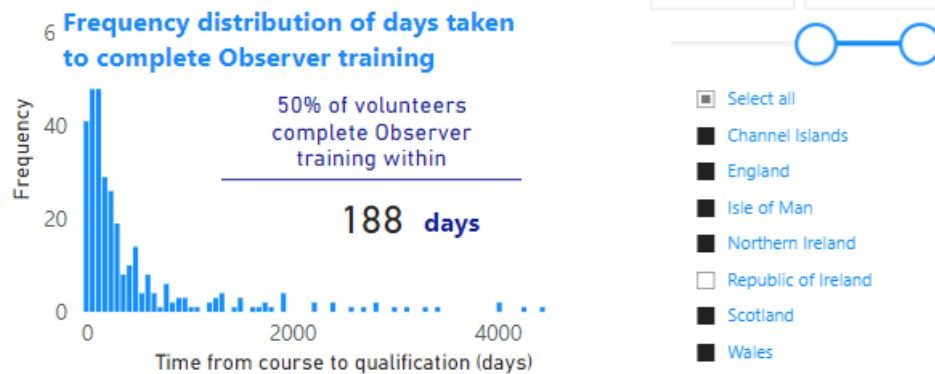 Frequency distribution of days taken
to complete Observer training
6
40
20
0
Frequency
50% of volunteers
complete Observer
training within
188 days
0 2000 4000
Time from course to qualification (days)
Select all
Channel Islands
England
Isle of Man
Northern Ireland
Republic of Ireland
Scotland
Wales